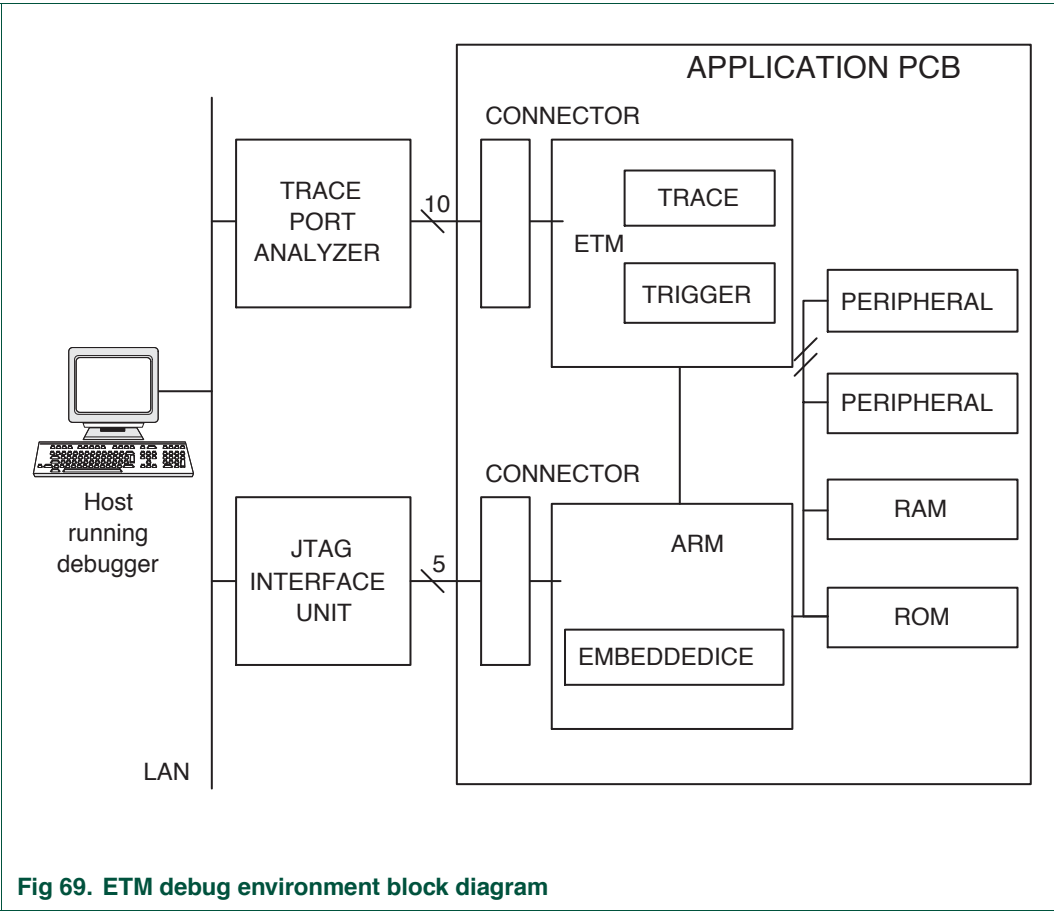 APPLICATION PCB
CONNECTOR
TRACE
PORT
ANALYZER
10
TRACE
ETM
TRIGGER
PERIPHERAL
PERIPHERAL
Host
running
debugger
CONNECTOR
JTAG
INTERFACE
UNIT
5
ARM
EMBEDDEDICE
RAM
ROM
LAN
Fig 69. ETM debug environment block diagram